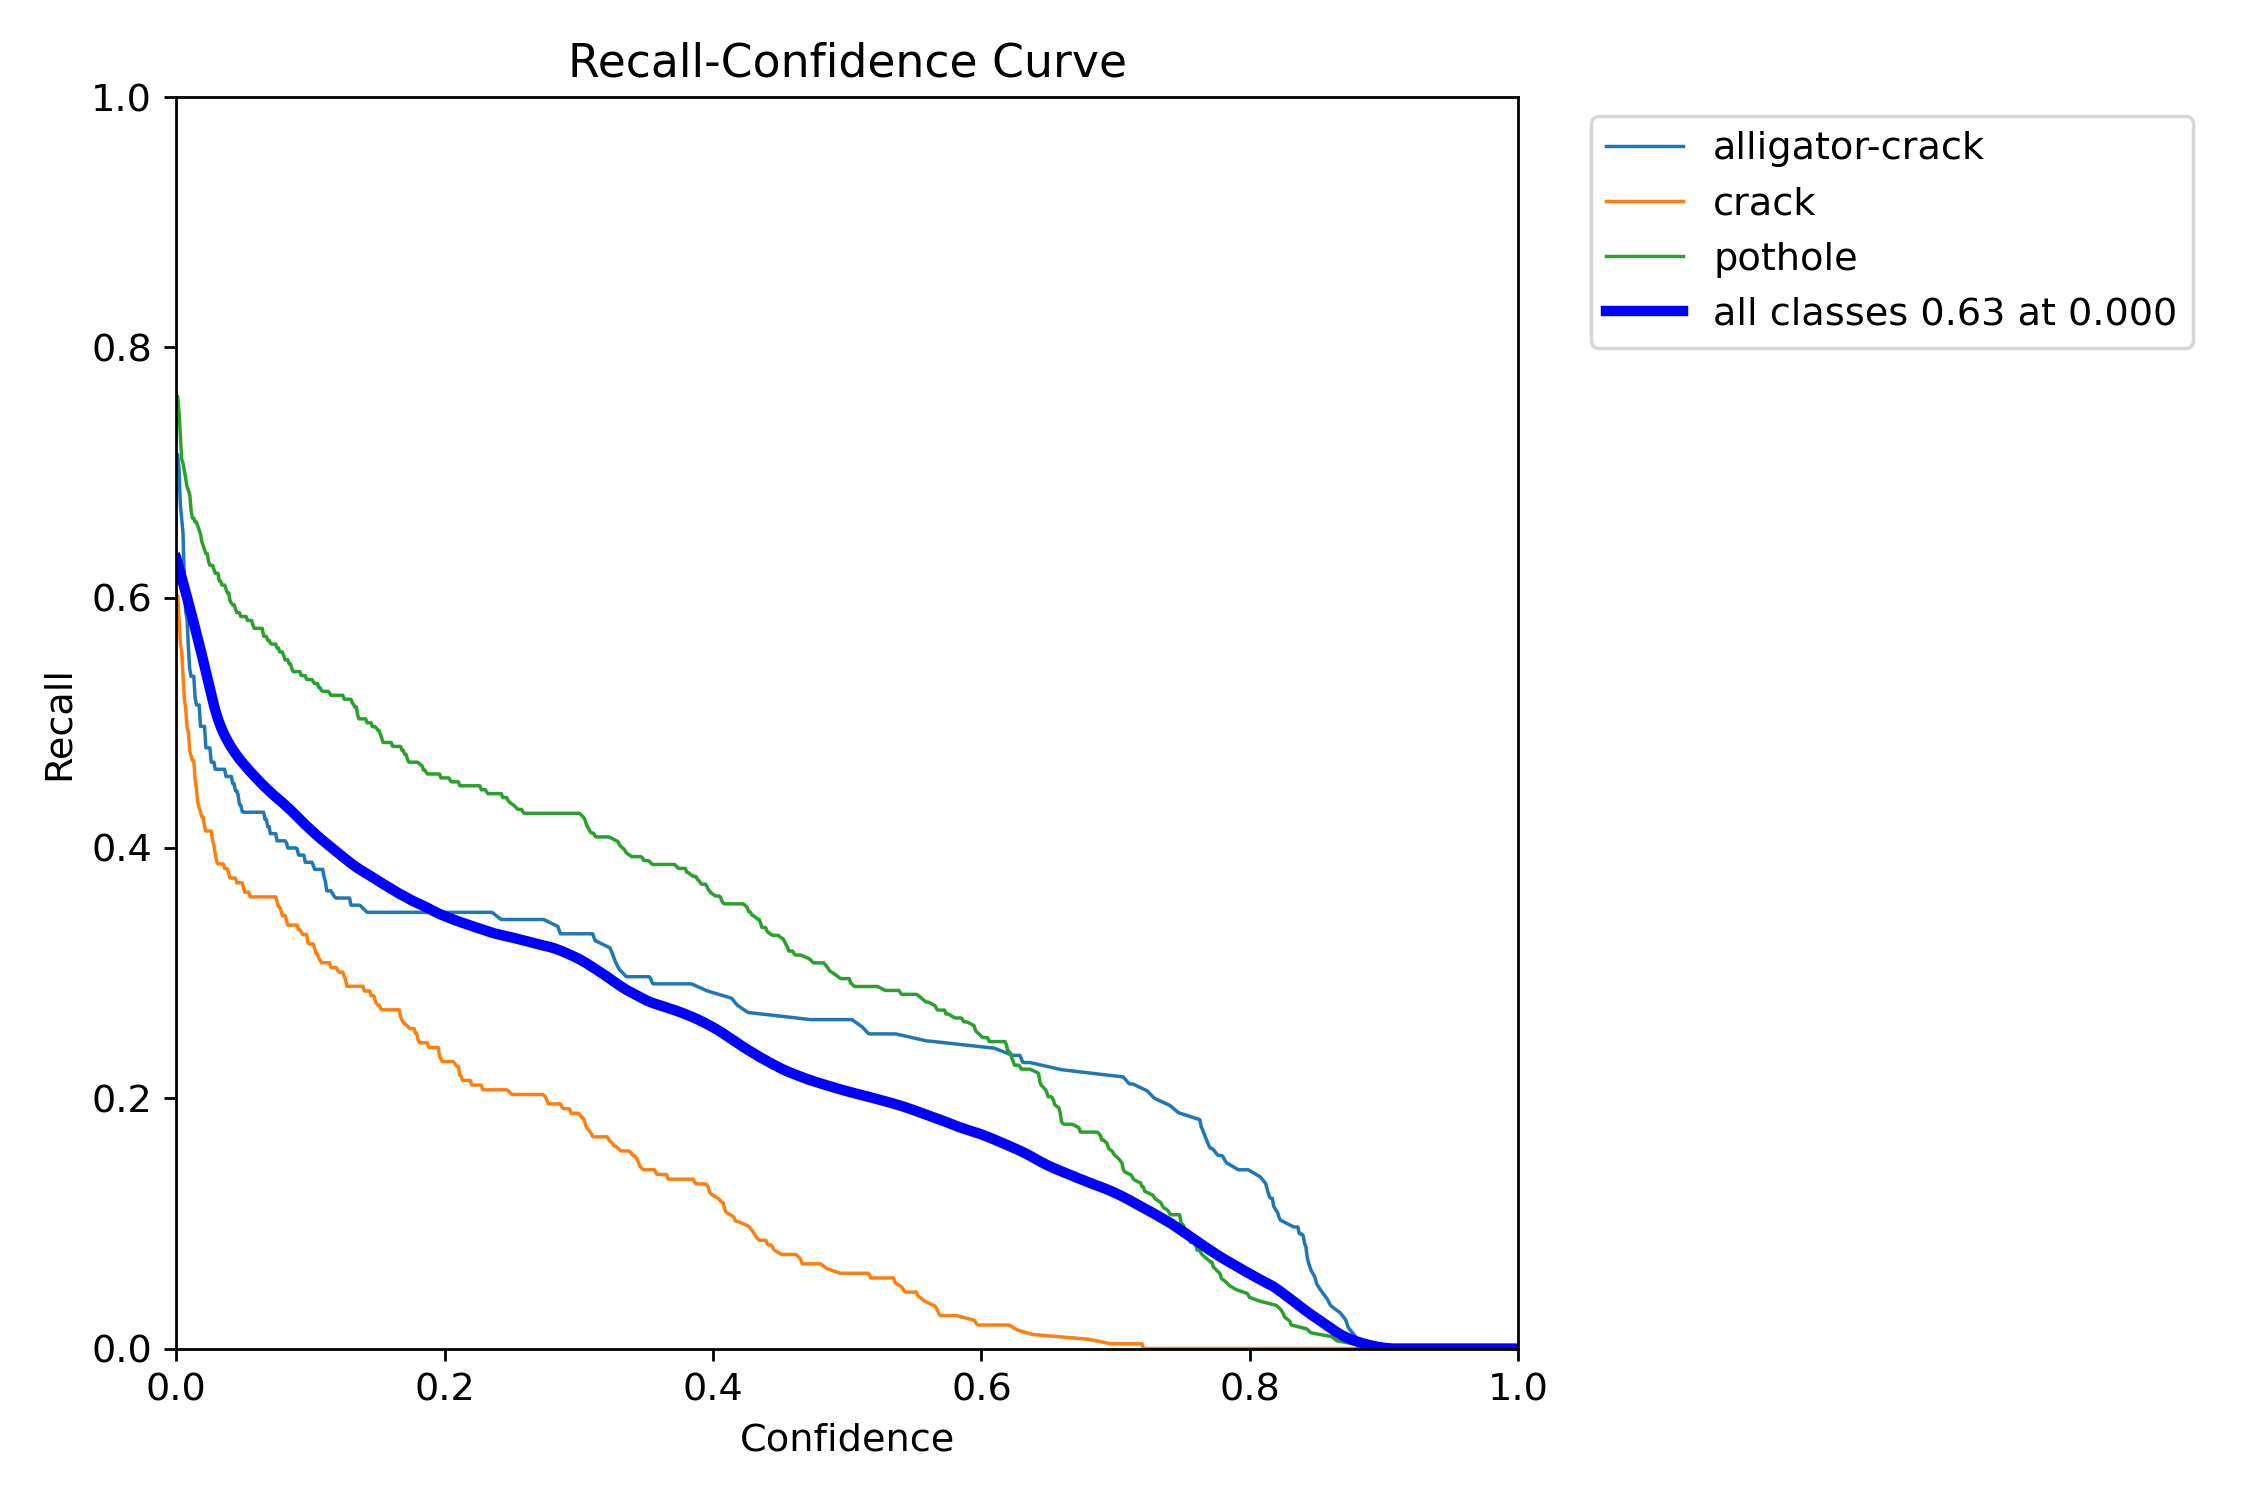 Recall-Confidence Curve
1.0
0.8
0.6
0.4
0.2
0.0
Recall
0.0 0.2 0.4 0.6 0.8 1.0
Confidence
alligator-crack
crack
pothole
all classes 0.63 at 0.000